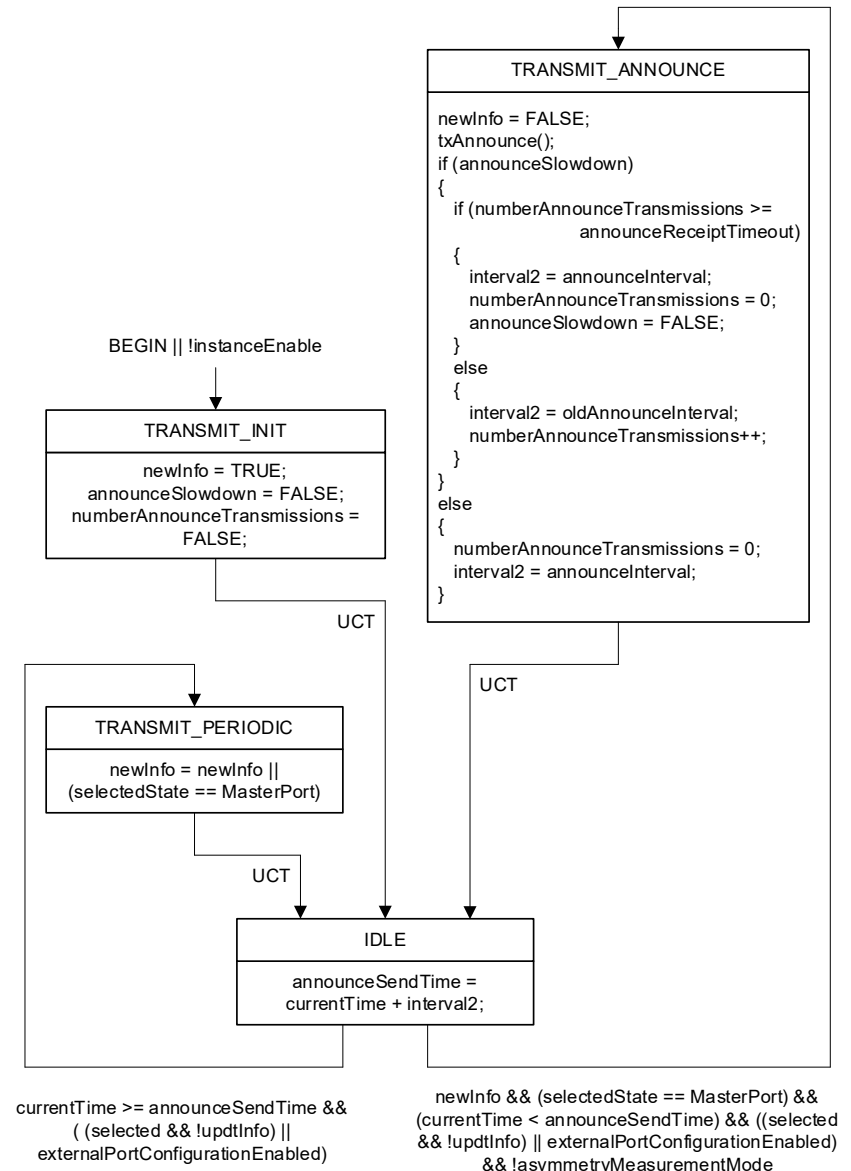 TRANSMIT_ANNOUNCE
newInfo = FALSE;
txAnnounce();
if (announceSlowdown)
{
if (numberAnnounceTransmissions >=
announceReceiptTimeout)
{
interval2 = announceInterval;
numberAnnounceTransmissions = 0;
announceSlowdown = FALSE;
}
else
{
interval2 = oldAnnounceInterval;
numberAnnounceTransmissions++;
}
}
else
{
numberAnnounceTransmissions = 0;
interval2 = announceInterval;
}
BEGIN || !instanceEnable
TRANSMIT_INIT
newInfo = TRUE;
announceSlowdown = FALSE;
numberAnnounceTransmissions =
FALSE;
UCT
UCT
TRANSMIT_PERIODIC
newInfo = newInfo ||
(selectedState == MasterPort)
UCT
IDLE
announceSendTime =
currentTime + interval2;
currentTime >= announceSendTime &&
( (selected && !updtInfo) ||
externalPortConfigurationEnabled)
newInfo && (selectedState == MasterPort) &&
(currentTime < announceSendTime) && ((selected
&& !updtInfo) || externalPortConfigurationEnabled)
&& !asymmetryMeasurementMode